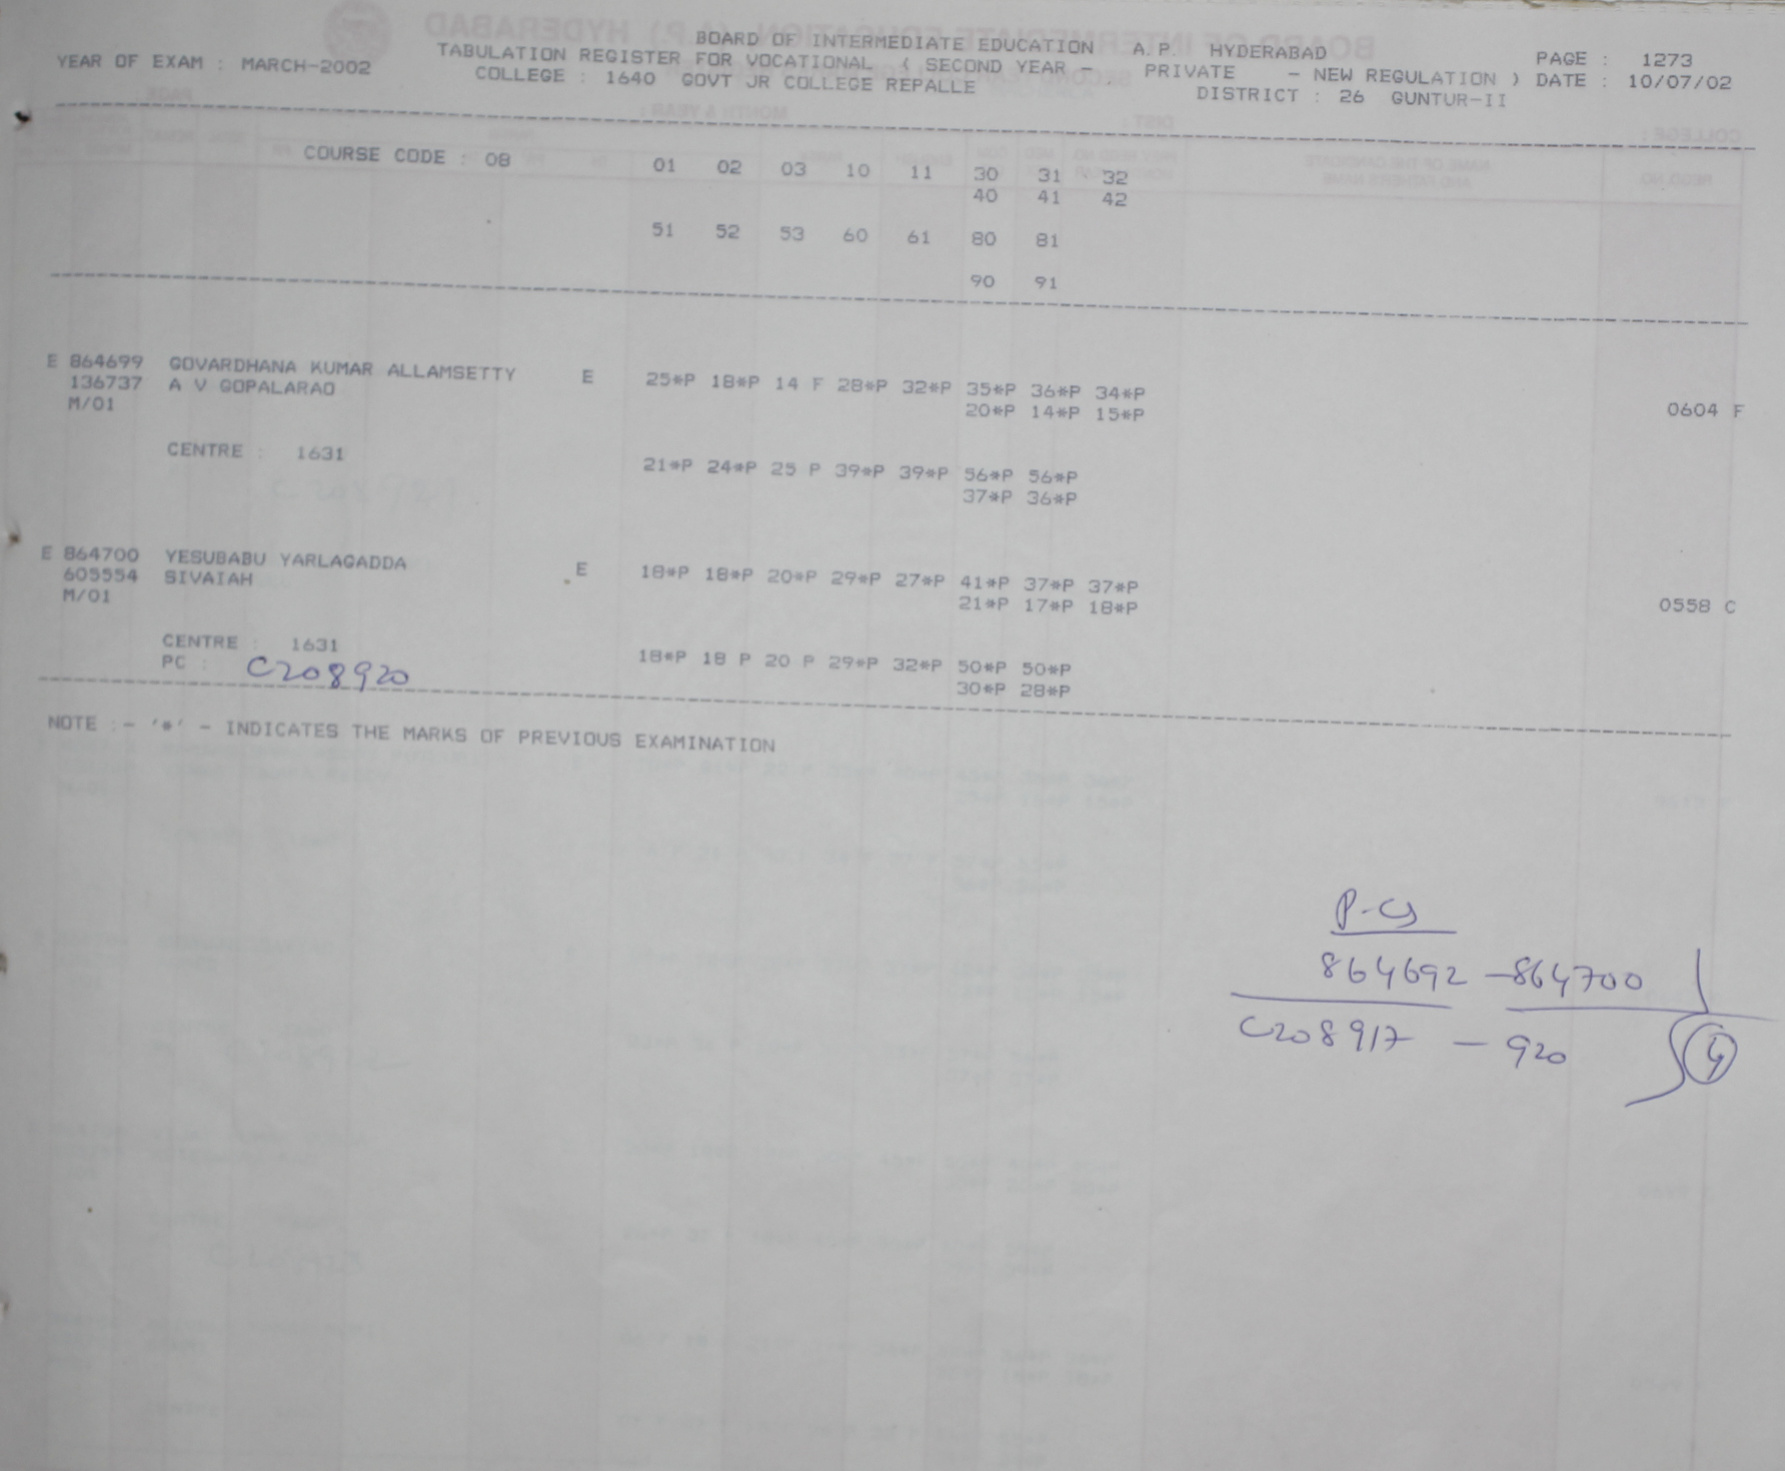 BOARD OF INTERMEDIATE EDUCATION A.P. HYDERABAD
YEAR OF EXAM : MARCH-2002 TABULATION REGISTER FOR VOCATIONAL ( SECOND YEAR - PRIVATE - NEW REGULATION ) PAGE : 1273
COLLEGE : 1640 GOVT JR COLLEGE REPALLE DISTRICT : 26 GUNTUR-II DATE : 10/07/02
COURSE CODE : 08 01 02 03 10 11 30 31 32
40 41 42
51 52 53 60 61 80 81
90 91
E 864699 GOVARDHANA KUMAR ALLAMSETTY E 25*P 18*P 14 F 28*P 32*P 35*P 36*P 34*P
136737 A V GOPALARAO 20*P 14*P 15*P 0604 F
M/01
CENTRE : 1631 21*P 24*P 25 P 39*P 39*P 56*P 56*P
37*P 36*P
E 864700 YESUBABU YARLAGADDA E 18*P 18*P 20*P 29*P 27*P 41*P 37*P 37*P
605554 SIVAIAH 21*P 17*P 18*P 0558 C
M/01
CENTRE : 1631 18*P 18 P 20 P 29*P 32*P 50*P 50*P
PC : C208920 30*P 28*P
NOTE :- '*' - INDICATES THE MARKS OF PREVIOUS EXAMINATION
864692 - 864700
C208917 - 920 4